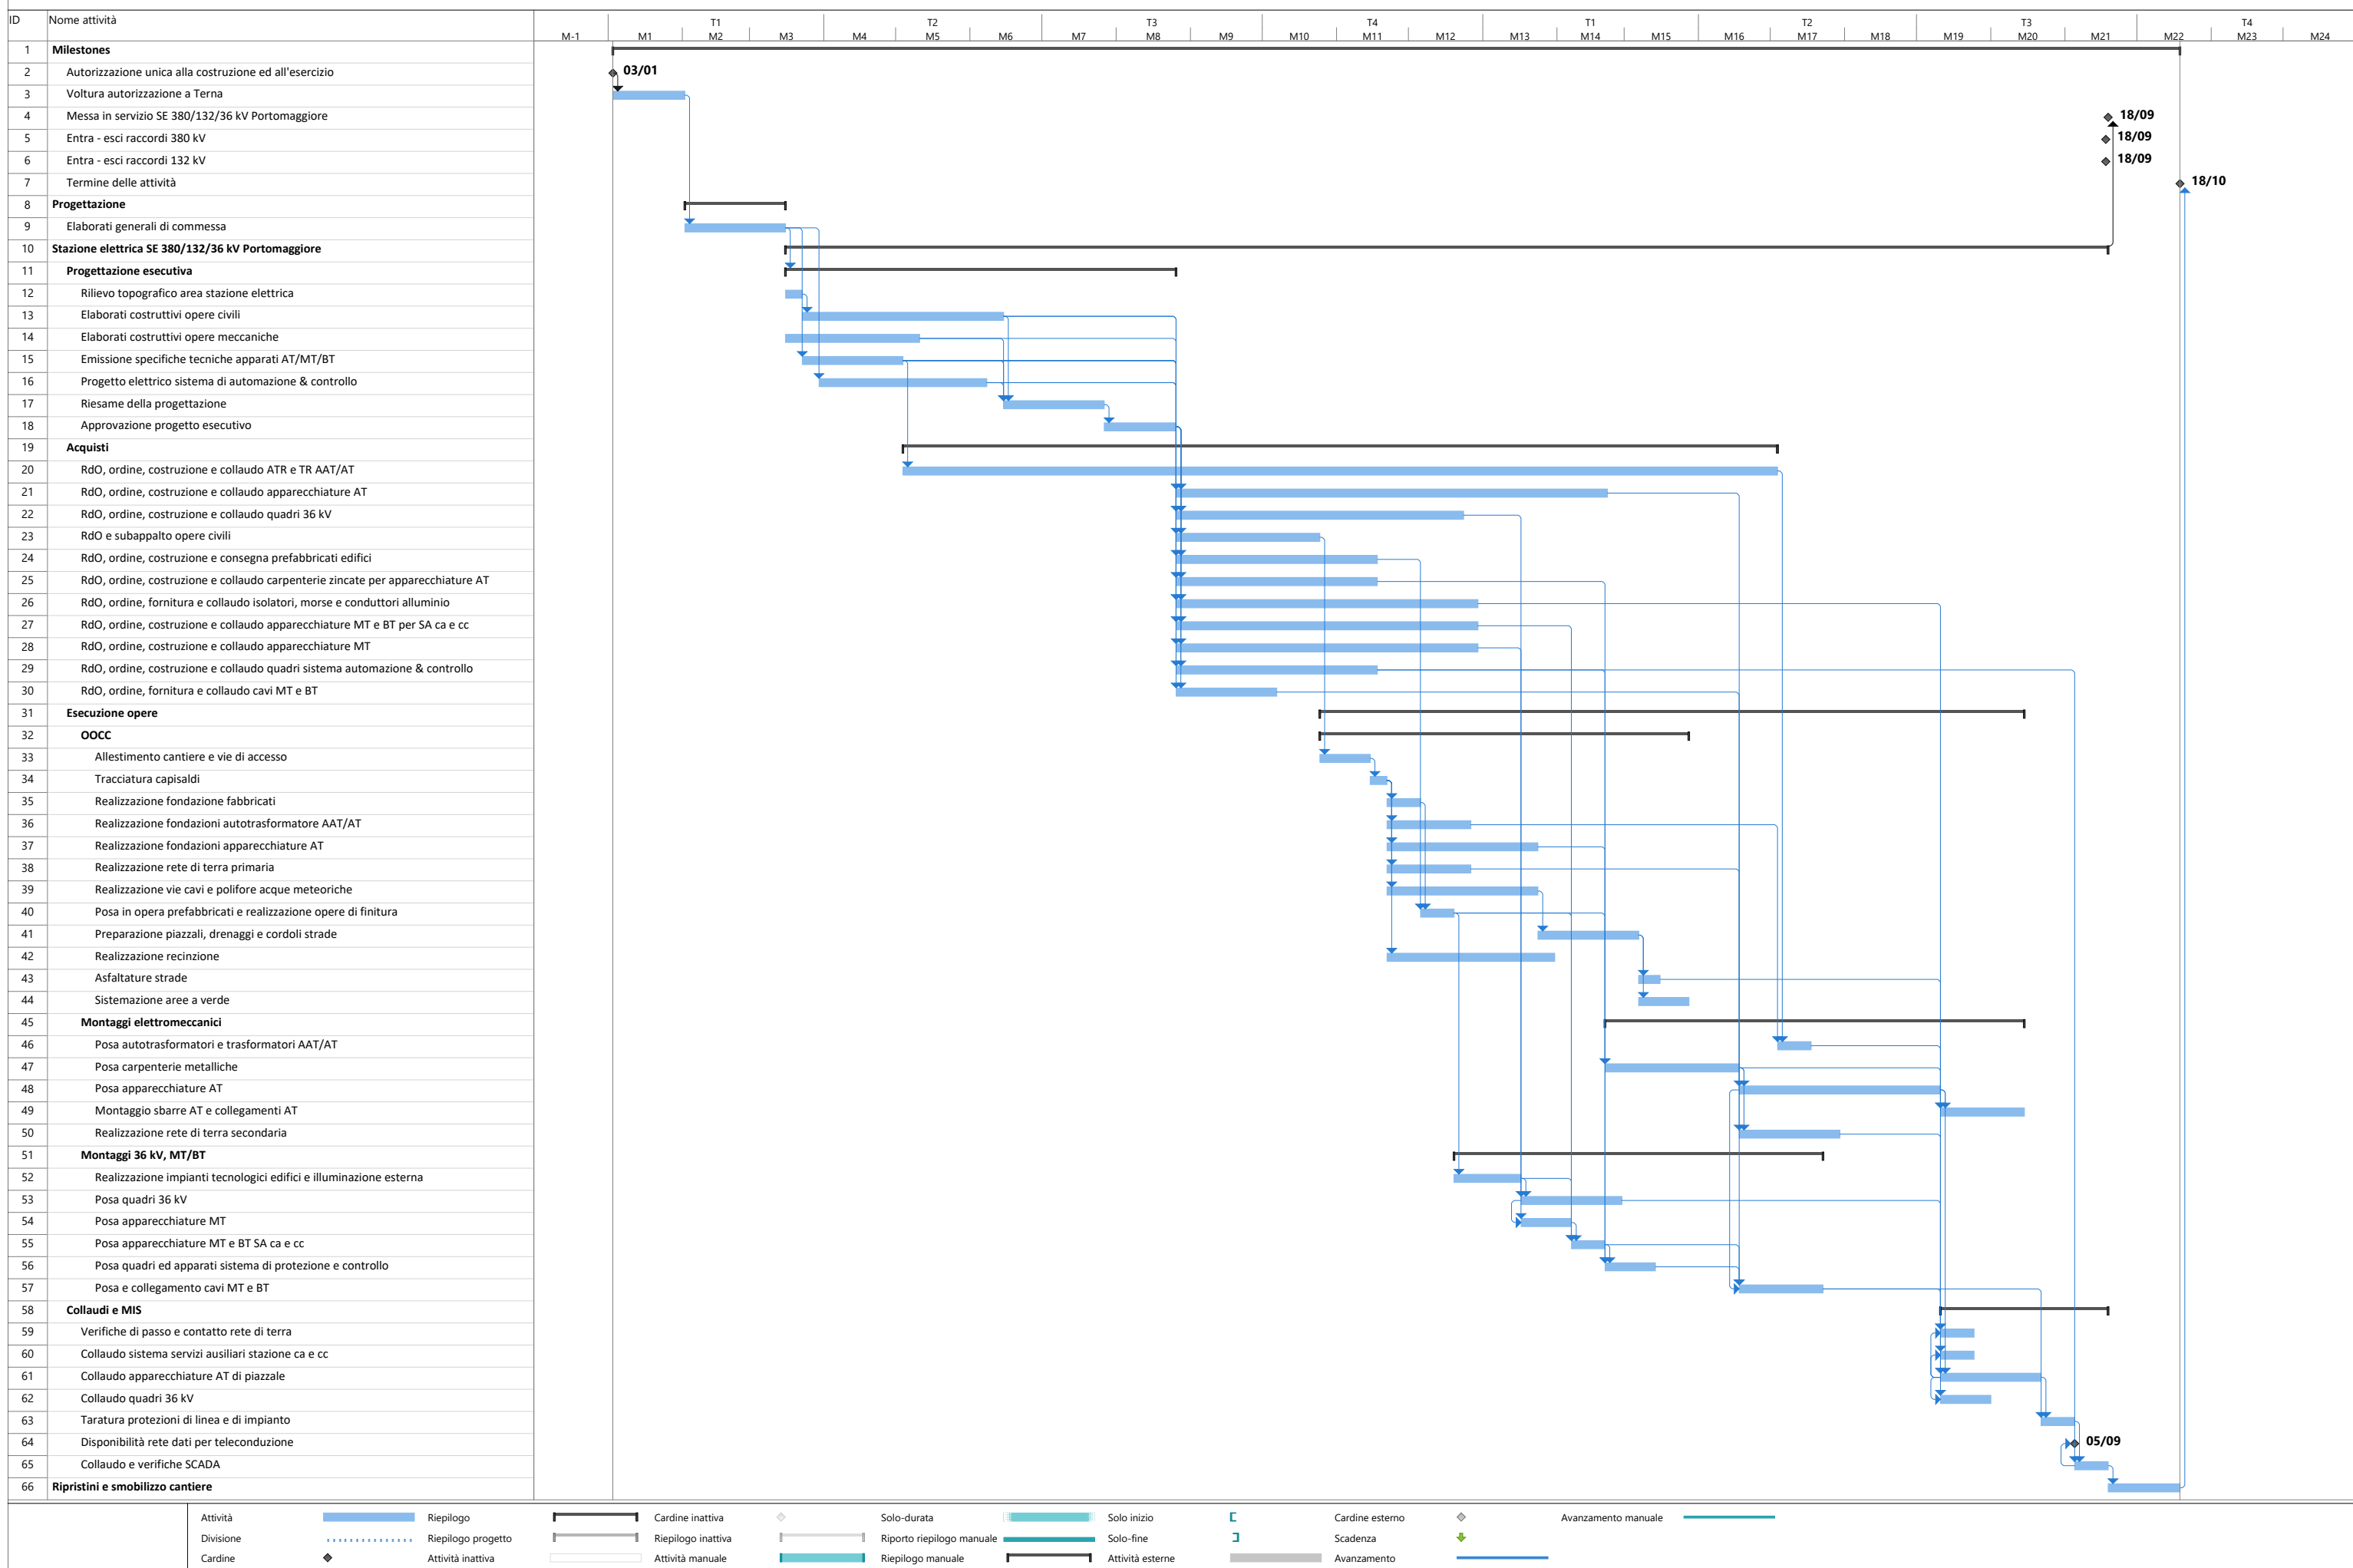 ID Nome attività T1 T2 T3 T4 T1 T2 T3 T4
M-1 M1 M2 M3 M4 M5 M6 M7 M8 M9 M10 M11 M12 M13 M14 M15 M16 M17 M18 M19 M20 M21 M22 M23 M24
1 Milestones
2 Autorizzazione unica alla costruzione ed all'esercizio 03/01
3 Voltura autorizzazione a Terna
4 Messa in servizio SE 380/132/36 kV Portomaggiore 18/09
5 Entra - esci raccordi 380 kV 18/09
6 Entra - esci raccordi 132 kV 18/09
7 Termine delle attività 18/10
8 Progettazione
9 Elaborati generali di commessa
10 Stazione elettrica SE 380/132/36 kV Portomaggiore
11 Progettazione esecutiva
12 Rilievo topografico area stazione elettrica
13 Elaborati costruttivi opere civili
14 Elaborati costruttivi opere meccaniche
15 Emissione specifiche tecniche apparati AT/MT/BT
16 Progetto elettrico sistema di automazione & controllo
17 Riesame della progettazione
18 Approvazione progetto esecutivo
19 Acquisti
20 RdO, ordine, costruzione e collaudo ATR e TR AAT/AT
21 RdO, ordine, costruzione e collaudo apparecchiature AT
22 RdO, ordine, costruzione e collaudo quadri 36 kV
23 RdO e subappalto opere civili
24 RdO, ordine, costruzione e consegna prefabbricati edifici
25 RdO, ordine, costruzione e collaudo carpenterie zincate per apparecchiature AT
26 RdO, ordine, fornitura e collaudo isolatori, morse e conduttori alluminio
27 RdO, ordine, costruzione e collaudo apparecchiature MT e BT per SA ca e cc
28 RdO, ordine, costruzione e collaudo apparecchiature MT
29 RdO, ordine, costruzione e collaudo quadri sistema automazione & controllo
30 RdO, ordine, fornitura e collaudo cavi MT e BT
31 Esecuzione opere
32 OOCC
33 Allestimento cantiere e vie di accesso
34 Tracciatura capisaldi
35 Realizzazione fondazione fabbricati
36 Realizzazione fondazioni autotrasformatore AAT/AT
37 Realizzazione fondazioni apparecchiature AT
38 Realizzazione rete di terra primaria
39 Realizzazione vie cavi e polifore acque meteoriche
40 Posa in opera prefabbricati e realizzazione opere di finitura
41 Preparazione piazzali, drenaggi e cordoli strade
42 Realizzazione recinzione
43 Asfaltature strade
44 Sistemazione aree a verde
45 Montaggi elettromeccanici
46 Posa autotrasformatori e trasformatori AAT/AT
47 Posa carpenterie metalliche
48 Posa apparecchiature AT
49 Montaggio sbarre AT e collegamenti AT
50 Realizzazione rete di terra secondaria
51 Montaggi 36 kV, MT/BT
52 Realizzazione impianti tecnologici edifici e illuminazione esterna
53 Posa quadri 36 kV
54 Posa apparecchiature MT
55 Posa apparecchiature MT e BT SA ca e cc
56 Posa quadri ed apparati sistema di protezione e controllo
57 Posa e collegamento cavi MT e BT
58 Collaudi e MIS
59 Verifiche di passo e contatto rete di terra
60 Collaudo sistema servizi ausiliari stazione ca e cc
61 Collaudo apparecchiature AT di piazzale
62 Collaudo quadri 36 kV
63 Taratura protezioni di linea e di impianto
64 Disponibilità rete dati per teleconduzione 05/09
65 Collaudo e verifiche SCADA
66 Ripristini e smobilizzo cantiere
Attività Riepilogo Cardine inattiva Solo-durata Solo inizio Cardine esterno Avanzamento manuale
Divisione Riepilogo progetto Riepilogo inattiva Riporto riepilogo manuale Solo-fine Scadenza
Cardine Attività inattiva Attività manuale Riepilogo manuale Attività esterne Avanzamento